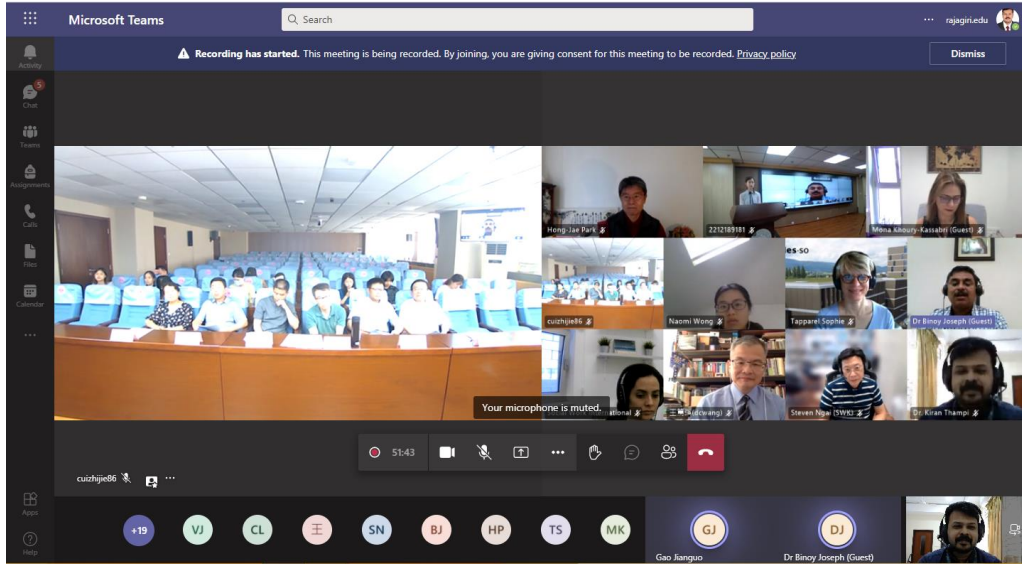 Microsoft Teams
Search
rajagiri.edu
Recording has started. This meeting is being recorded. By joining, you are giving consent for this meeting to be recorded. Privacy policy
Dismiss
Activity
5
Chat
Teams
Assignments
Calls
Files
Calendar
Apps
Help
Hong-Jae Park
2212189181
Mona Khoury-Kassabri (Guest)
es-so
cuizhijie86
Naomi Wong
Tapparel Sophie
Dr Binoy Joseph (Guest)
Your microphone is muted.
Steven Ngai (SWK)
Dr. Kiran Thampi
51:43
cuizhijie86
+19
VJ
CL
王
SN
BJ
HP
TS
MK
GJ
DJ
Gao Jianguo
Dr Binoy Joseph (Guest)